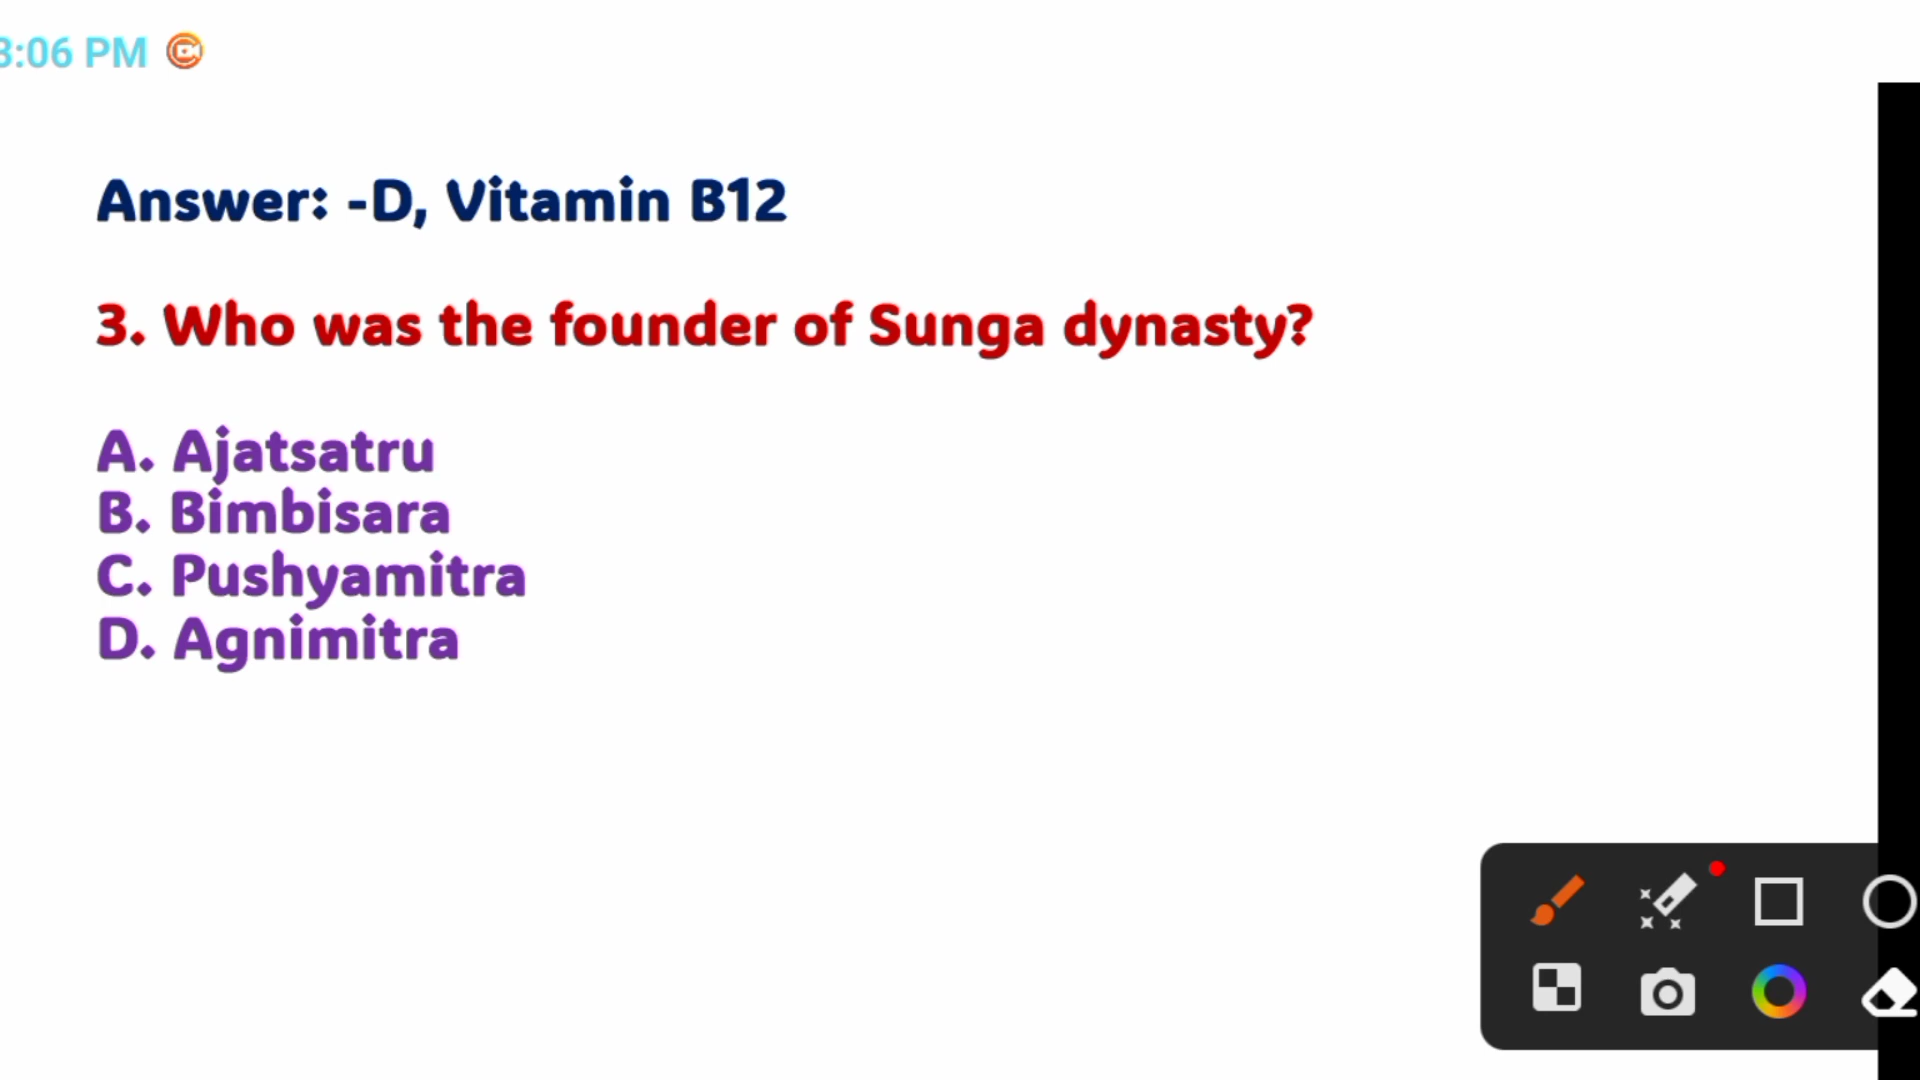 3:06 PM
Answer: -D, Vitamin B12
3. Who was the founder of Sunga dynasty?
A. Ajatsatru
B. Bimbisara
C. Pushyamitra
D. Agnimitra